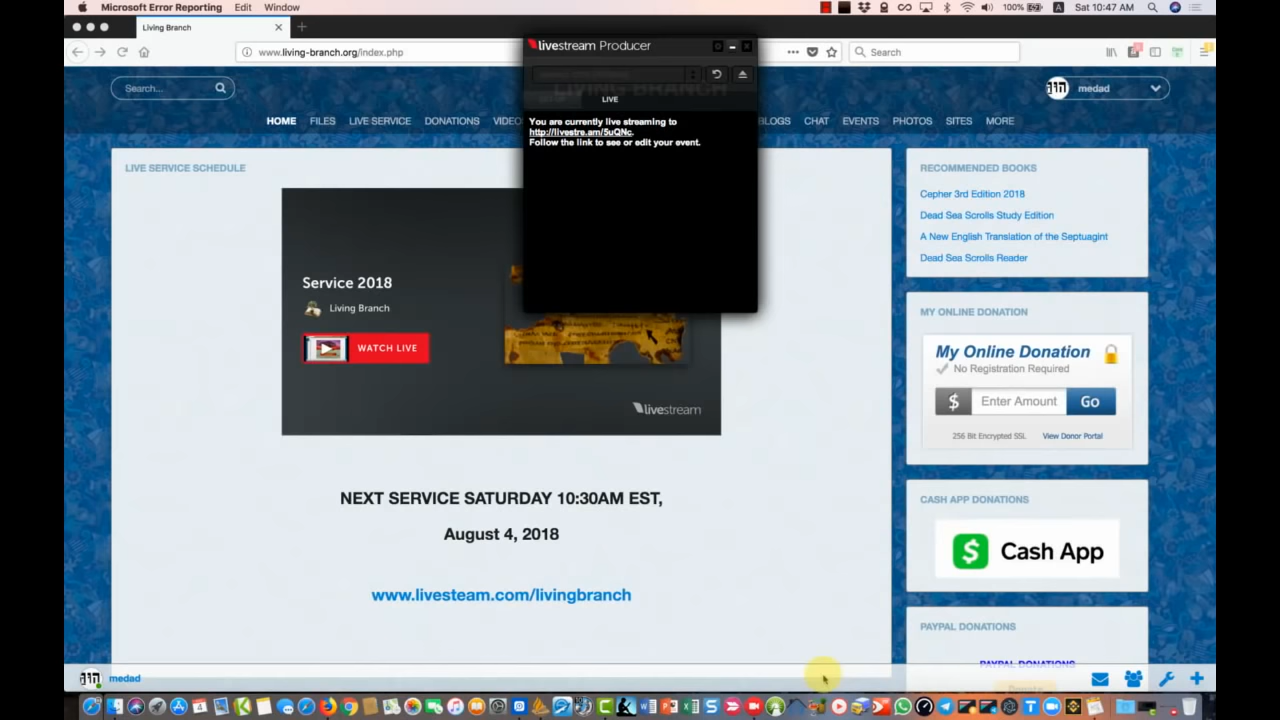 Microsoft Error Reporting Edit Window
100% Sat 10:47 AM
Living Branch
www.living-branch.org/index.php
Search
livestream Producer
LIVE
You are currently live streaming to
http://livestre.am/5uQNc.
Follow the link to see or edit your event.
Search...
medad
HOME FILES LIVE SERVICE DONATIONS VIDEO BLOGS CHAT EVENTS PHOTOS SITES MORE
LIVE SERVICE SCHEDULE
Service 2018
Living Branch
WATCH LIVE
livestream
NEXT SERVICE SATURDAY 10:30AM EST,
August 4, 2018
www.livesteam.com/livingbranch
RECOMMENDED BOOKS
Cepher 3rd Edition 2018
Dead Sea Scrolls Study Edition
A New English Translation of the Septuagint
Dead Sea Scrolls Reader
MY ONLINE DONATION
My Online Donation
No Registration Required
$ Enter Amount Go
256 Bit Encrypted SSL View Donor Portal
CASH APP DONATIONS
$ Cash App
PAYPAL DONATIONS
PAYPAL DONATIONS
medad